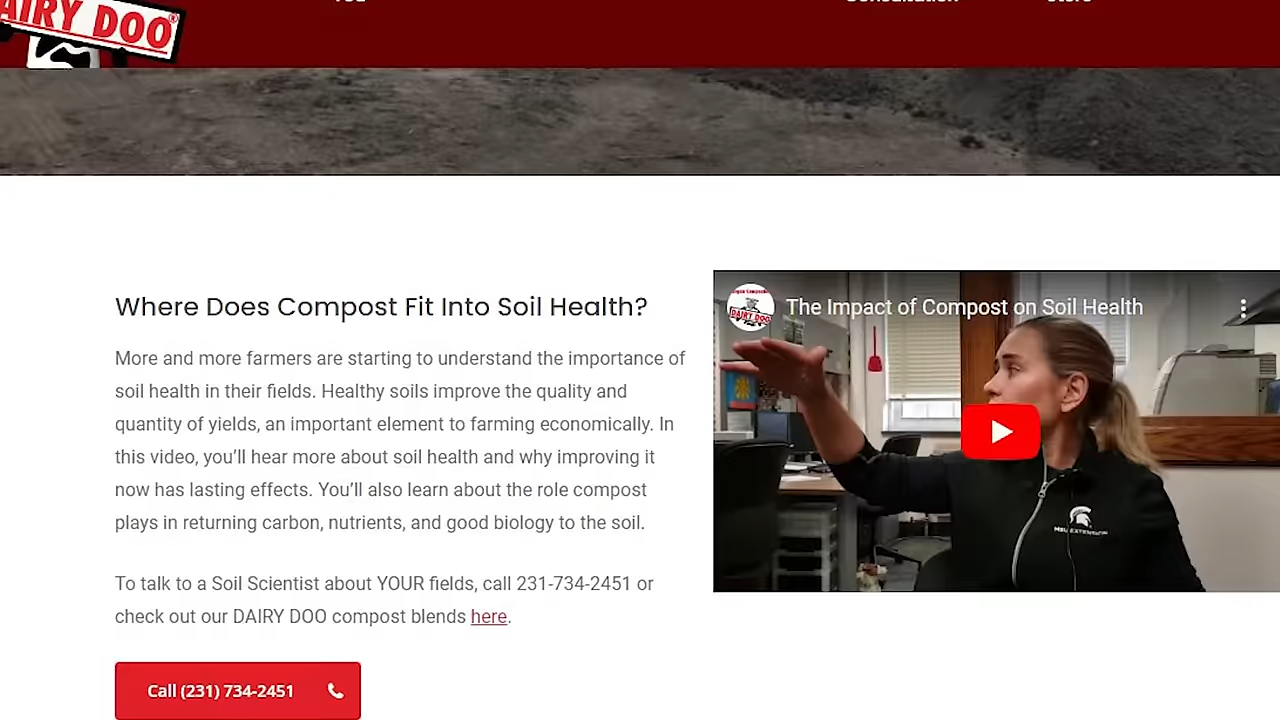 DAIRY DOO®
Where Does Compost Fit Into Soil Health?
More and more farmers are starting to understand the importance of
soil health in their fields. Healthy soils improve the quality and
quantity of yields, an important element to farming economically. In
this video, you’ll hear more about soil health and why improving it
now has lasting effects. You’ll also learn about the role compost
plays in returning carbon, nutrients, and good biology to the soil.
To talk to a Soil Scientist about YOUR fields, call 231-734-2451 or
check out our DAIRY DOO compost blends here.
Call (231) 734-2451
DAIRY DOO
The Impact of Compost on Soil Health
MSU EXTENSION